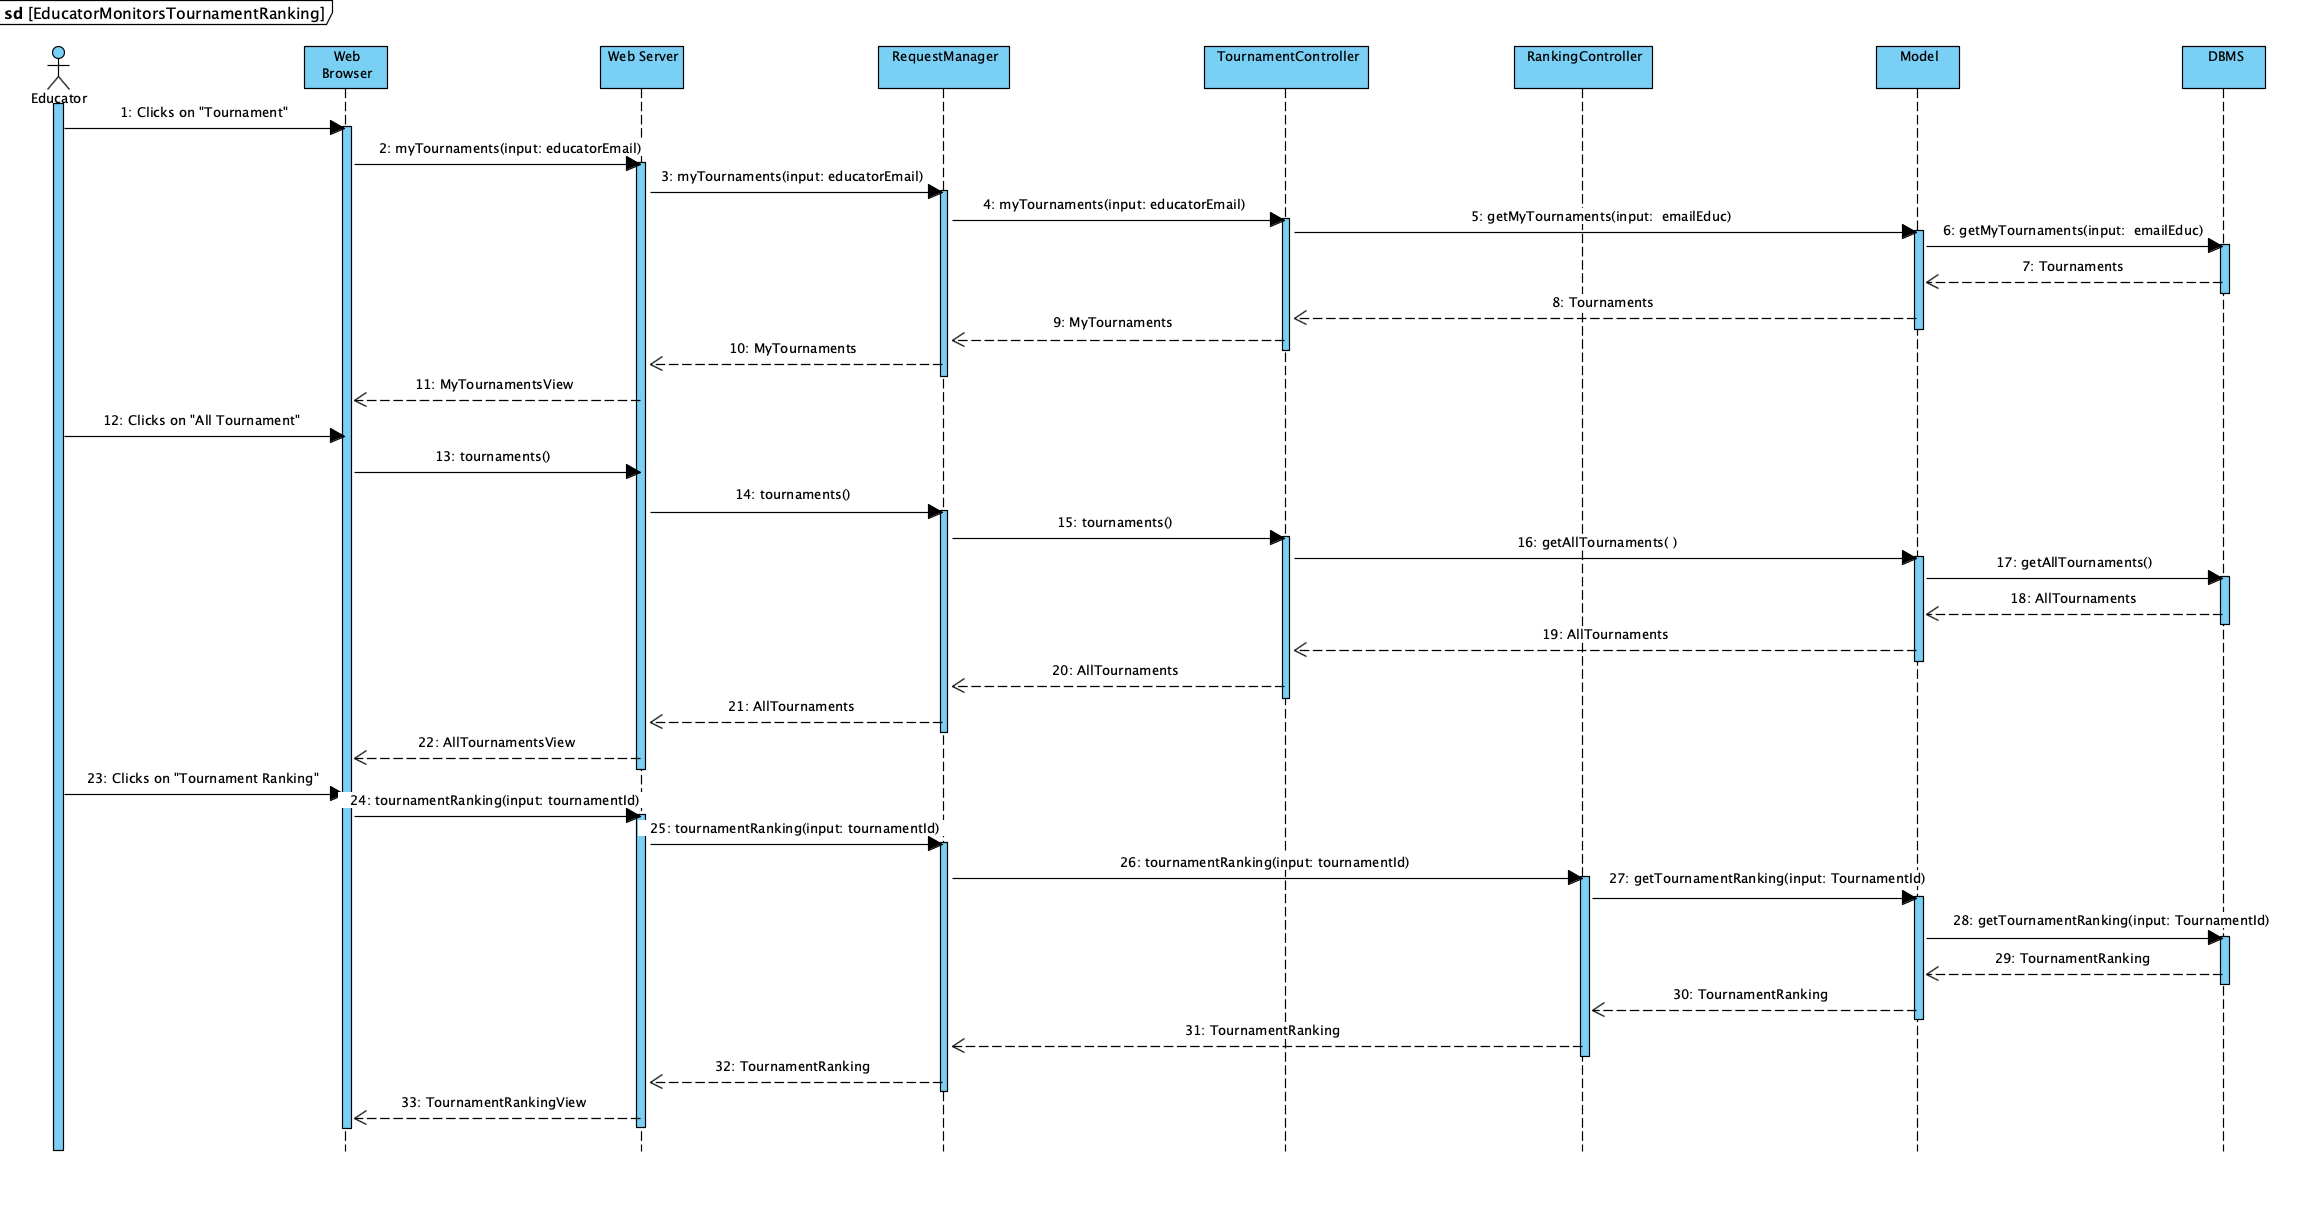 sd [EducatorMonitorsTournamentRanking]
Educator
Web
Browser
Web Server
RequestManager
TournamentController
RankingController
Model
DBMS
1: Clicks on "Tournament"
2: myTournaments(input: educatorEmail)
3: myTournaments(input: educatorEmail)
4: myTournaments(input: educatorEmail)
5: getMyTournaments(input:  emailEduc)
6: getMyTournaments(input:  emailEduc)
7: Tournaments
8: Tournaments
9: MyTournaments
10: MyTournaments
11: MyTournamentsView
12: Clicks on "All Tournament"
13: tournaments()
14: tournaments()
15: tournaments()
16: getAllTournaments( )
17: getAllTournaments()
18: AllTournaments
19: AllTournaments
20: AllTournaments
21: AllTournaments
22: AllTournamentsView
23: Clicks on "Tournament Ranking"
24: tournamentRanking(input: tournamentId)
25: tournamentRanking(input: tournamentId)
26: tournamentRanking(input: tournamentId)
27: getTournamentRanking(input: TournamentId)
28: getTournamentRanking(input: TournamentId)
29: TournamentRanking
30: TournamentRanking
31: TournamentRanking
32: TournamentRanking
33: TournamentRankingView